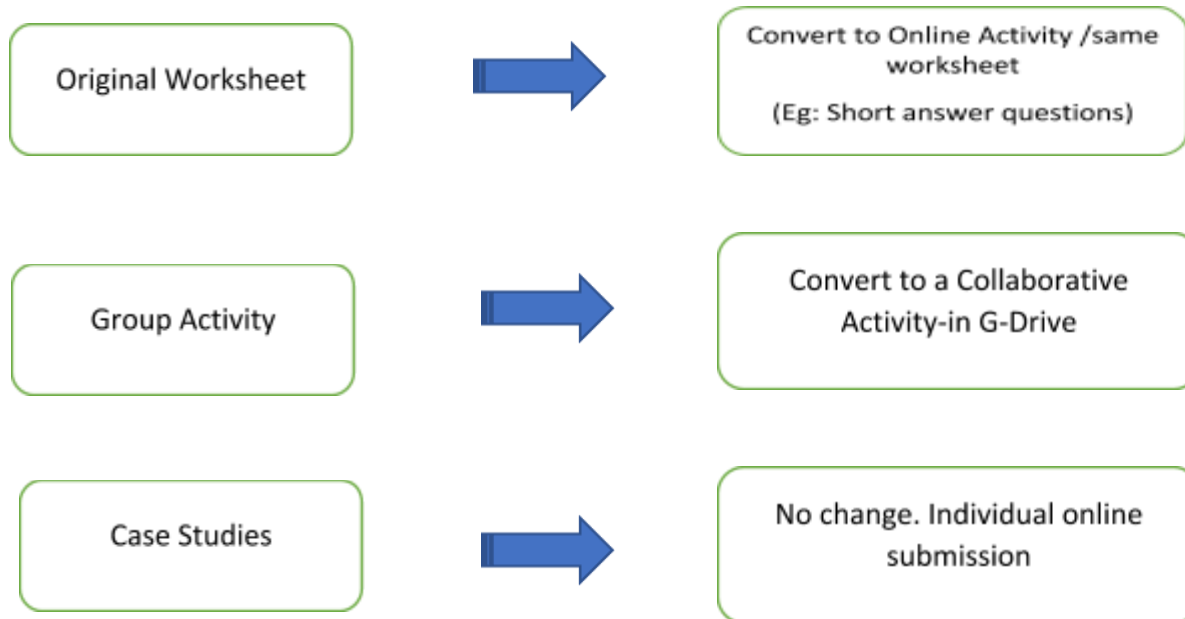 Original Worksheet
Convert to Online Activity /same
worksheet
(Eg: Short answer questions)
Group Activity
Convert to a Collaborative
Activity-in G-Drive
Case Studies
No change. Individual online
submission